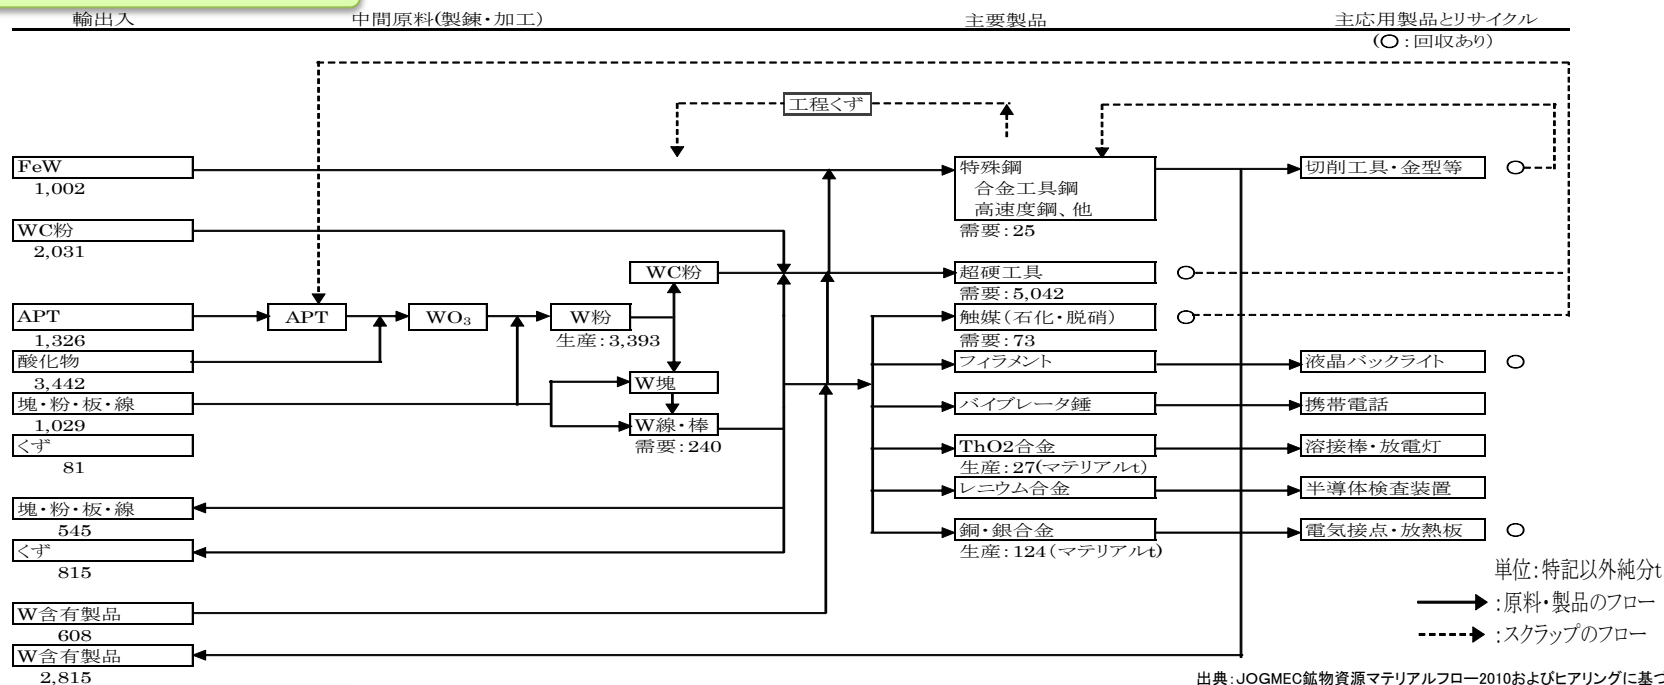 輸出入
中間原料(製錬・加工)
主要製品
主応用製品とリサイクル
(○:回収あり)
工程くず
FeW
1,002
WC粉
2,031
APT
1,326
酸化物
3,442
塊・粉・板・線
1,029
くず
81
塊・粉・板・線
545
くず
815
W含有製品
608
W含有製品
2,815
APT
WO₃
W粉
生産:3,393
WC粉
W塊
W線・棒
需要:240
特殊鋼
合金工具鋼
高速度鋼、他
需要:25
超硬工具
需要:5,042
触媒(石化・脱硝)
需要:73
フィラメント
バイブレータ錘
ThO2合金
生産:27(マテリアルt)
レニウム合金
銅・銀合金
生産:124(マテリアルt)
切削工具・金型等
液晶バックライト
携帯電話
溶接棒・放電灯
半導体検査装置
電気接点・放熱板
単位:特記以外純分t
:原料・製品のフロー
:スクラップのフロー
出典:JOGMEC鉱物資源マテリアルフロー2010およびヒアリングに基づ